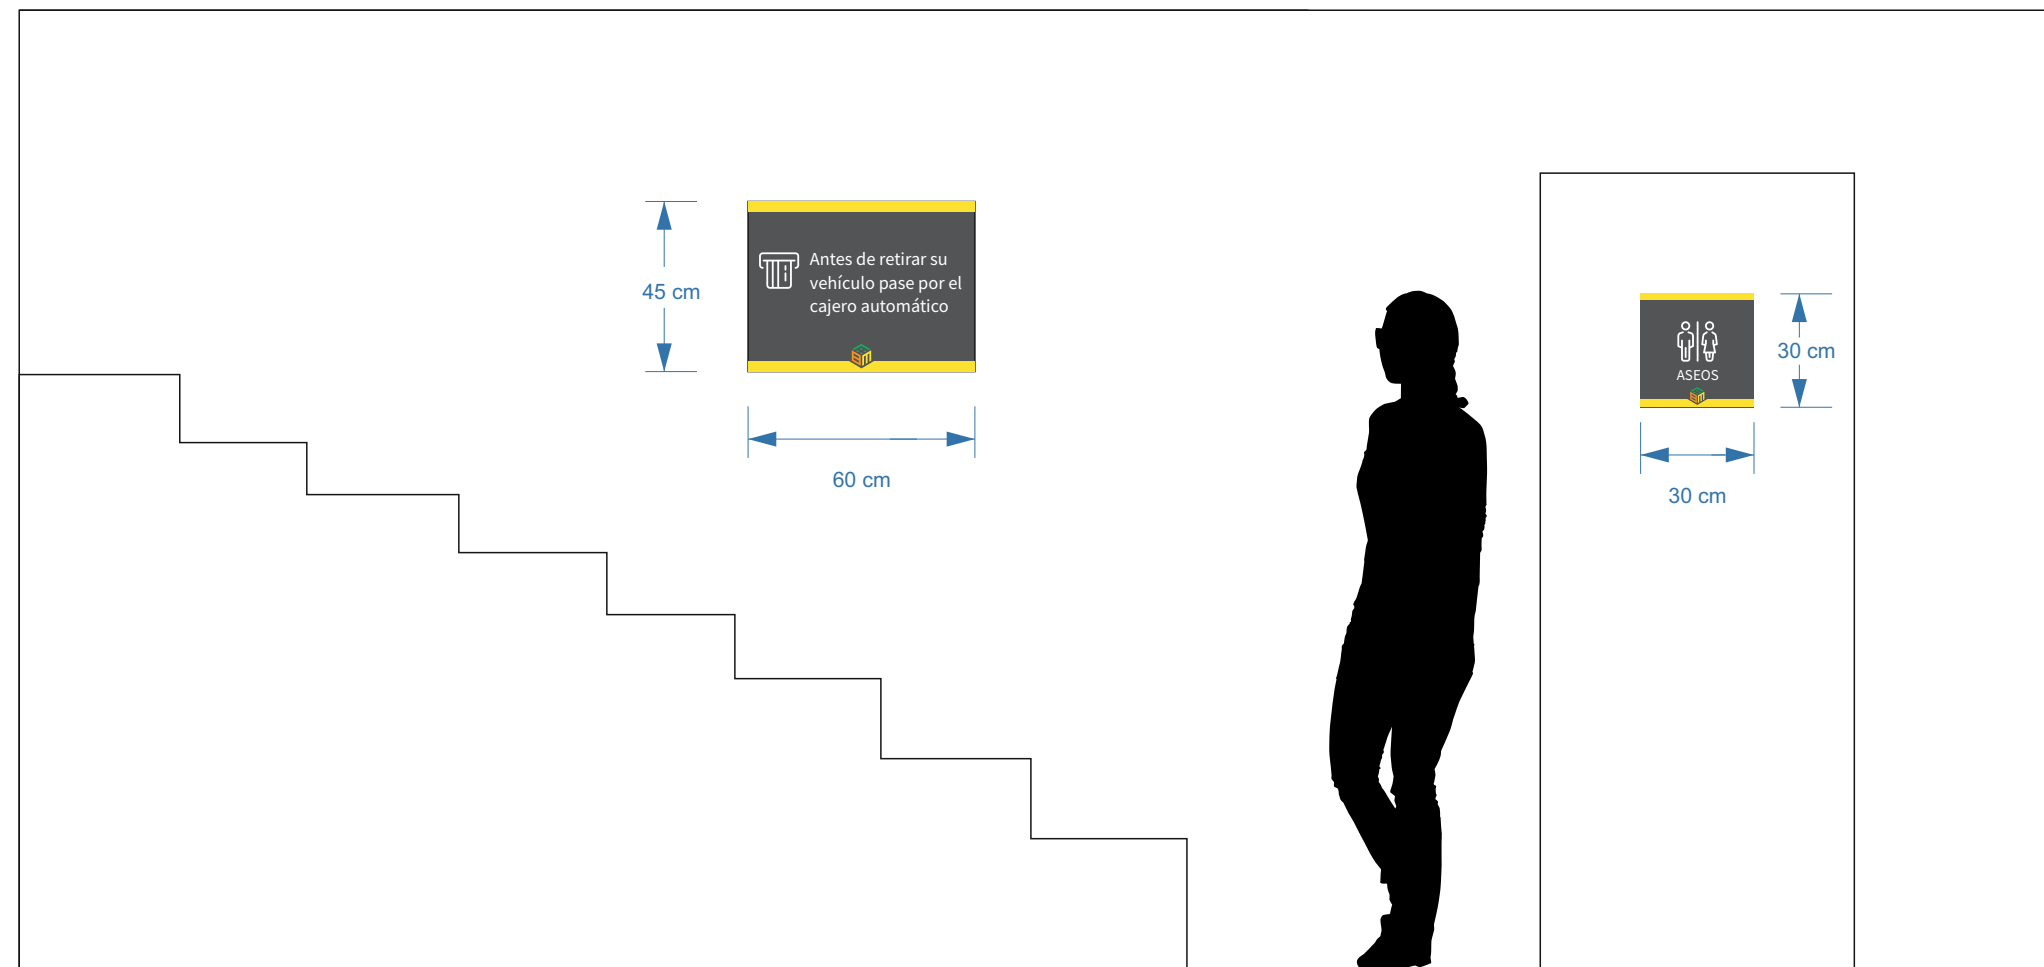 45 cm
Antes de retirar su
vehículo pase por el
cajero automático
60 cm
ASEOS
30 cm
30 cm